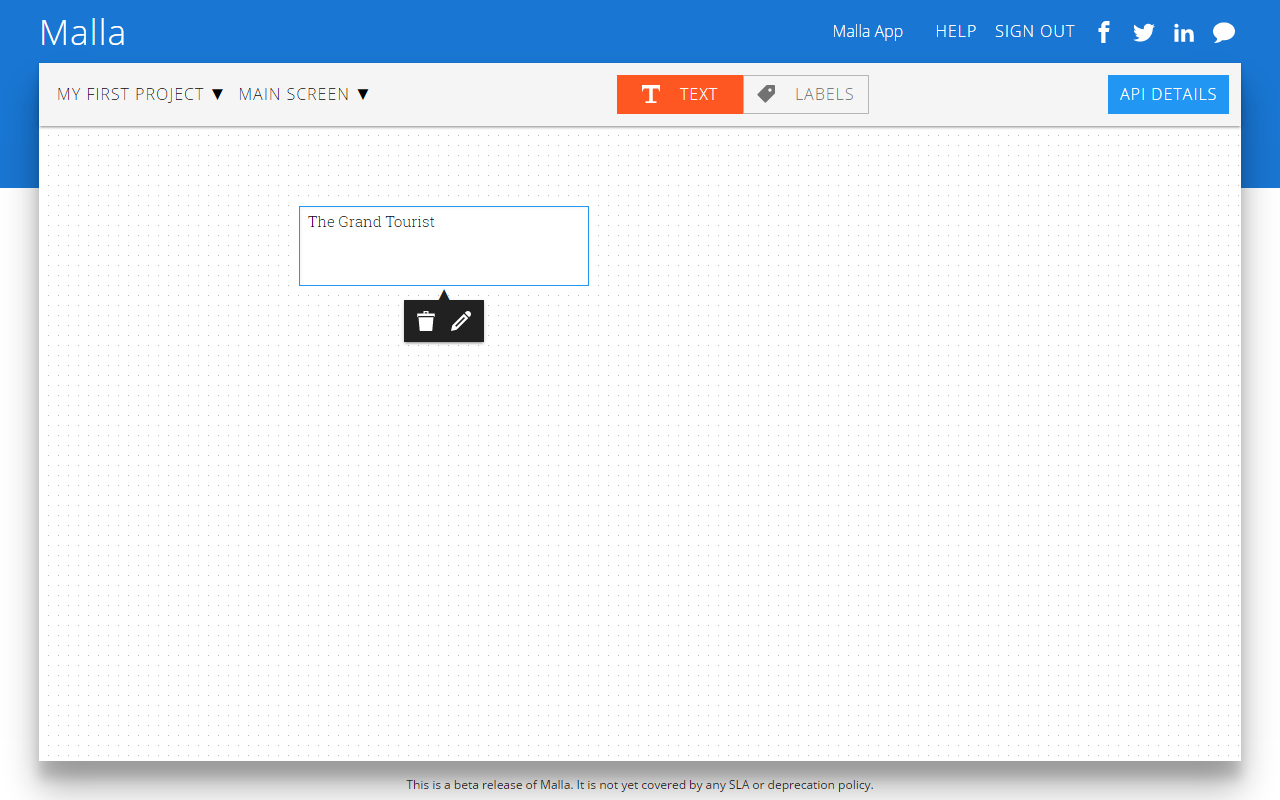 Malla
Malla App HELP SIGN OUT
MY FIRST PROJECT ▼ MAIN SCREEN ▼ TEXT LABELS API DETAILS
The Grand Tourist
This is a beta release of Malla. It is not yet covered by any SLA or deprecation policy.